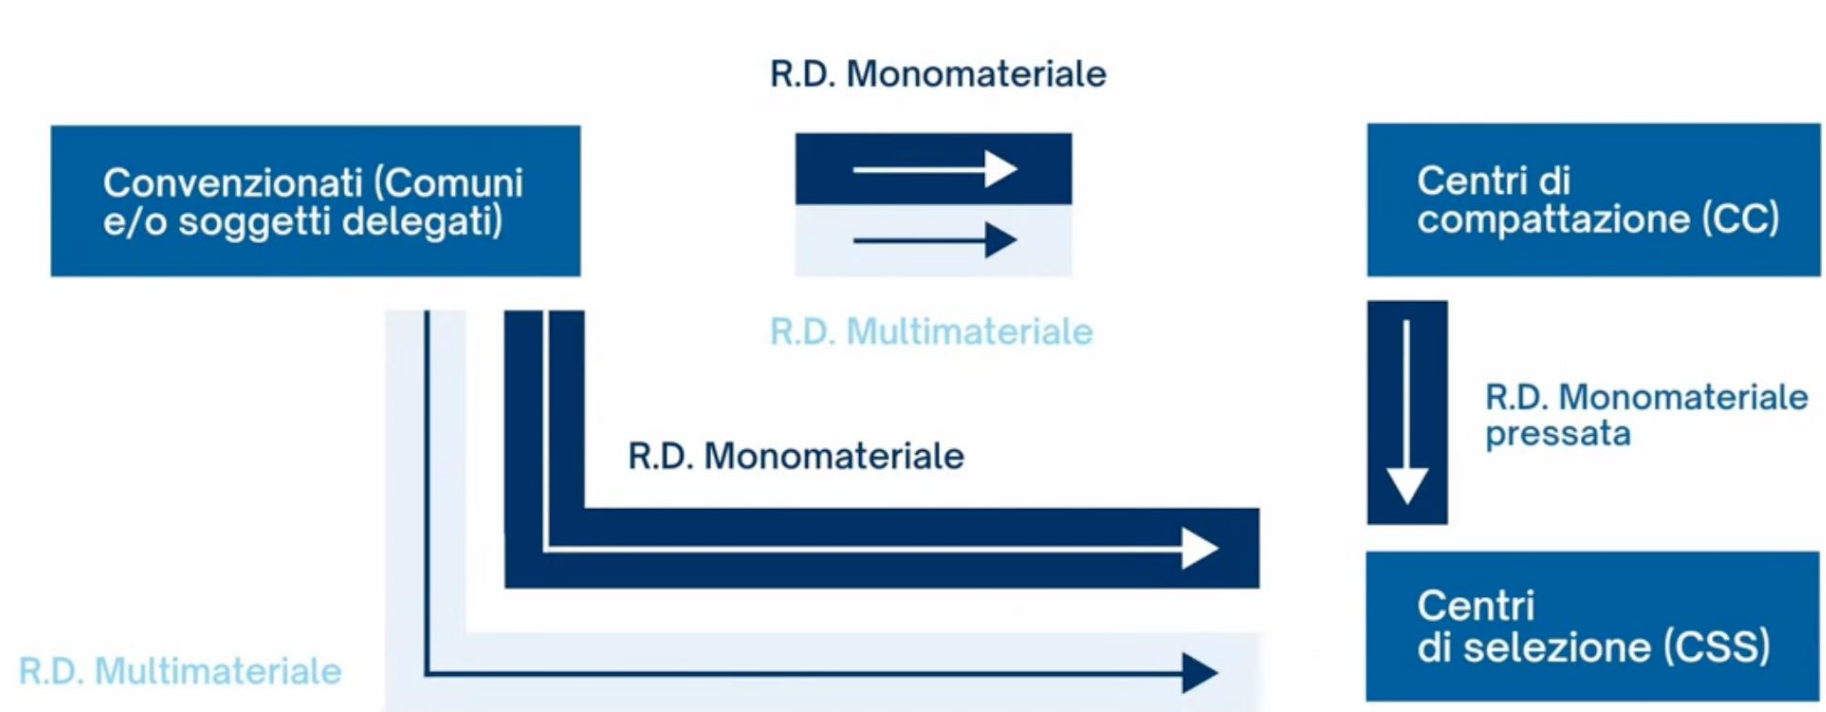 R.D. Monomateriale
Convenzionati (Comuni
e/o soggetti delegati)
Centri di
compattazione (CC)
R.D. Multimateriale
R.D. Monomateriale
pressata
R.D. Monomateriale
Centri
di selezione (CSS)
R.D. Multimateriale